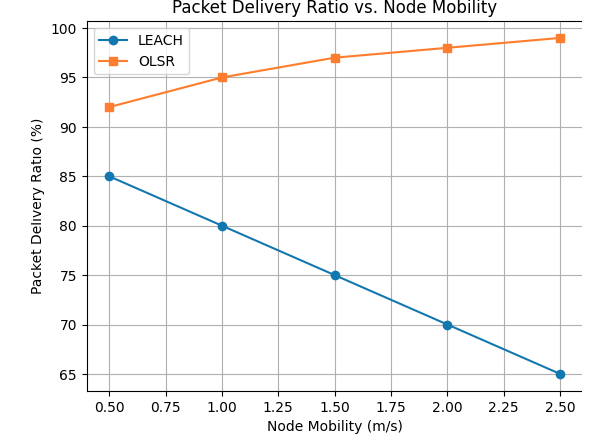 Packet Delivery Ratio vs. Node Mobility
LEACH
OLSR
Packet Delivery Ratio (%)
100
95
90
85
80
75
70
65
0.50 0.75 1.00 1.25 1.50 1.75 2.00 2.25 2.50
Node Mobility (m/s)